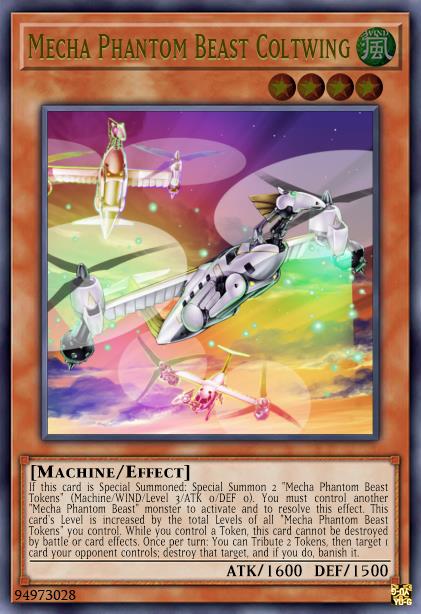 MECHA PHANTOM BEAST COLTWING
WIND
風
[MACHINE/EFFECT]
If this card is Special Summoned: Special Summon 2 "Mecha Phantom Beast
Tokens" (Machine/WIND/Level 3/ATK 0/DEF 0). You must control another
"Mecha Phantom Beast" monster to activate and to resolve this effect. This
card's Level is increased by the total Levels of all "Mecha Phantom Beast
Tokens" you control. While you control a Token, this card cannot be destroyed
by battle or card effects. Once per turn: You can Tribute 2 Tokens, then target 1
card your opponent controls; destroy that target, and if you do, banish it.
ATK/1600 DEF/1500
94973028